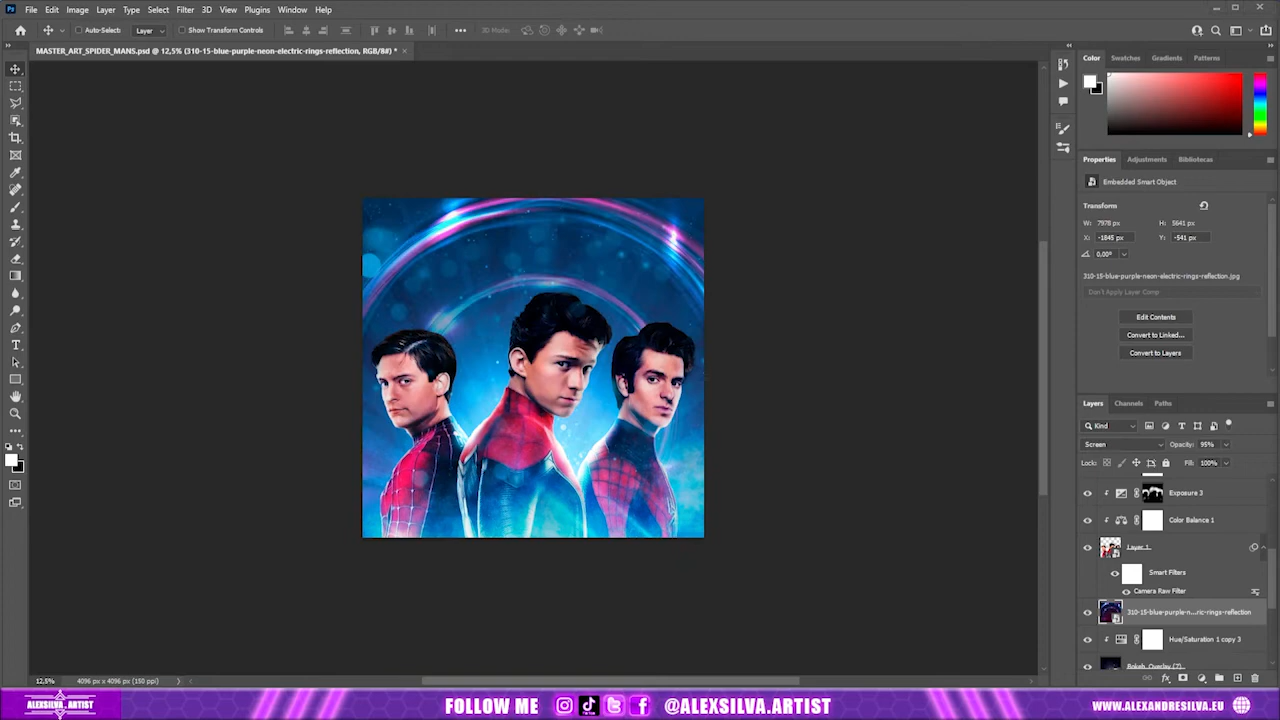 Ps File Edit Image Layer Type Select Filter 3D View Plugins Window Help
Auto-Select: Layer Show Transform Controls 3D Mode:
MASTER_ART_SPIDER_MANS.psd @ 12,5% (310-15-blue-purple-neon-electric-rings-reflection, RGB/8#) *
Color Swatches Gradients Patterns
Properties Adjustments Bibliotecas
Embedded Smart Object
Transform
W: 7978 px H: 5641 px
X: -1845 px Y: -541 px
0,00°
310-15-blue-purple-neon-electric-rings-reflection.jpg
Don't Apply Layer Comp
Edit Contents
Convert to Linked...
Convert to Layers
Layers Channels Paths
Kind
Screen Opacity: 95%
Lock: Fill: 100%
Exposure 3
Color Balance 1
Layer 1
Smart Filters
Camera Raw Filter
310-15-blue-purple-n...ric-rings-reflection
Hue/Saturation 1 copy 3
Bokeh_Overlay (7)
12,5% 4096 px x 4096 px (150 ppi)
ALEXSILVA.ARTIST
FOLLOW ME @ALEXSILVA.ARTIST
WWW.ALEXANDRESILVA.EU